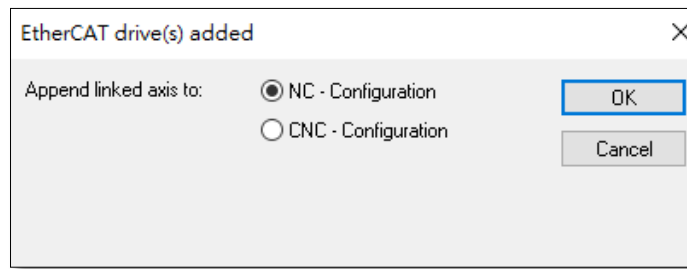 EtherCAT drive(s) added
Append linked axis to:
NC - Configuration
OK
CNC - Configuration
Cancel